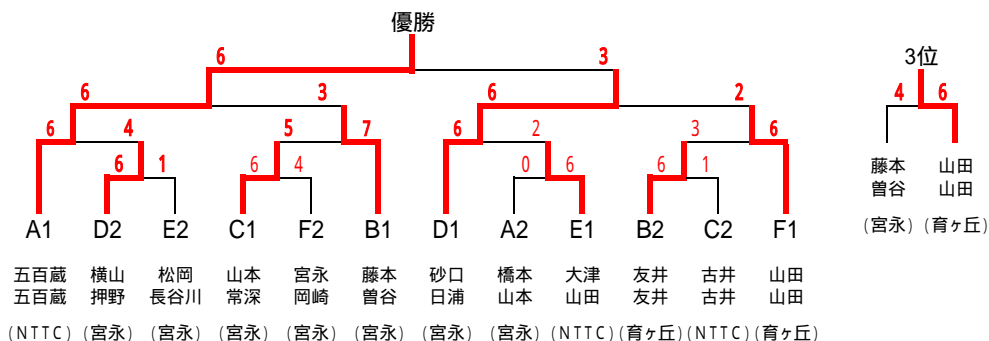 優勝
6 3
3位
6 3 6 2
4 6
6 4 5 7 6 2 3 6
6 1 6 4 0 6 6 1
藤本 山田
曽谷 山田
(宮永) (育ヶ丘)
A1 D2 E2 C1 F2 B1 D1 A2 E1 B2 C2 F1
五百蔵 横山 松岡 山本 宮永 藤本 砂口 橋本 大津 友井 古井 山田
五百蔵 押野 長谷川 常深 岡崎 曽谷 日浦 山本 山田 友井 古井 山田
(NTTC) (宮永) (宮永) (宮永) (宮永) (宮永) (宮永) (宮永) (NTTC) (育ヶ丘) (NTTC) (育ヶ丘)